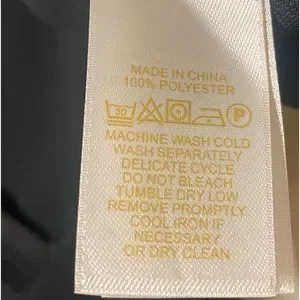 MADE IN CHINA
100% POLYESTER
30 P
MACHINE WASH COLD
WASH SEPARATELY
DELICATE CYCLE
DO NOT BLEACH
TUMBLE DRY LOW
REMOVE PROMPTLY
COOL IRON IF
NECESSARY
OR DRY CLEAN